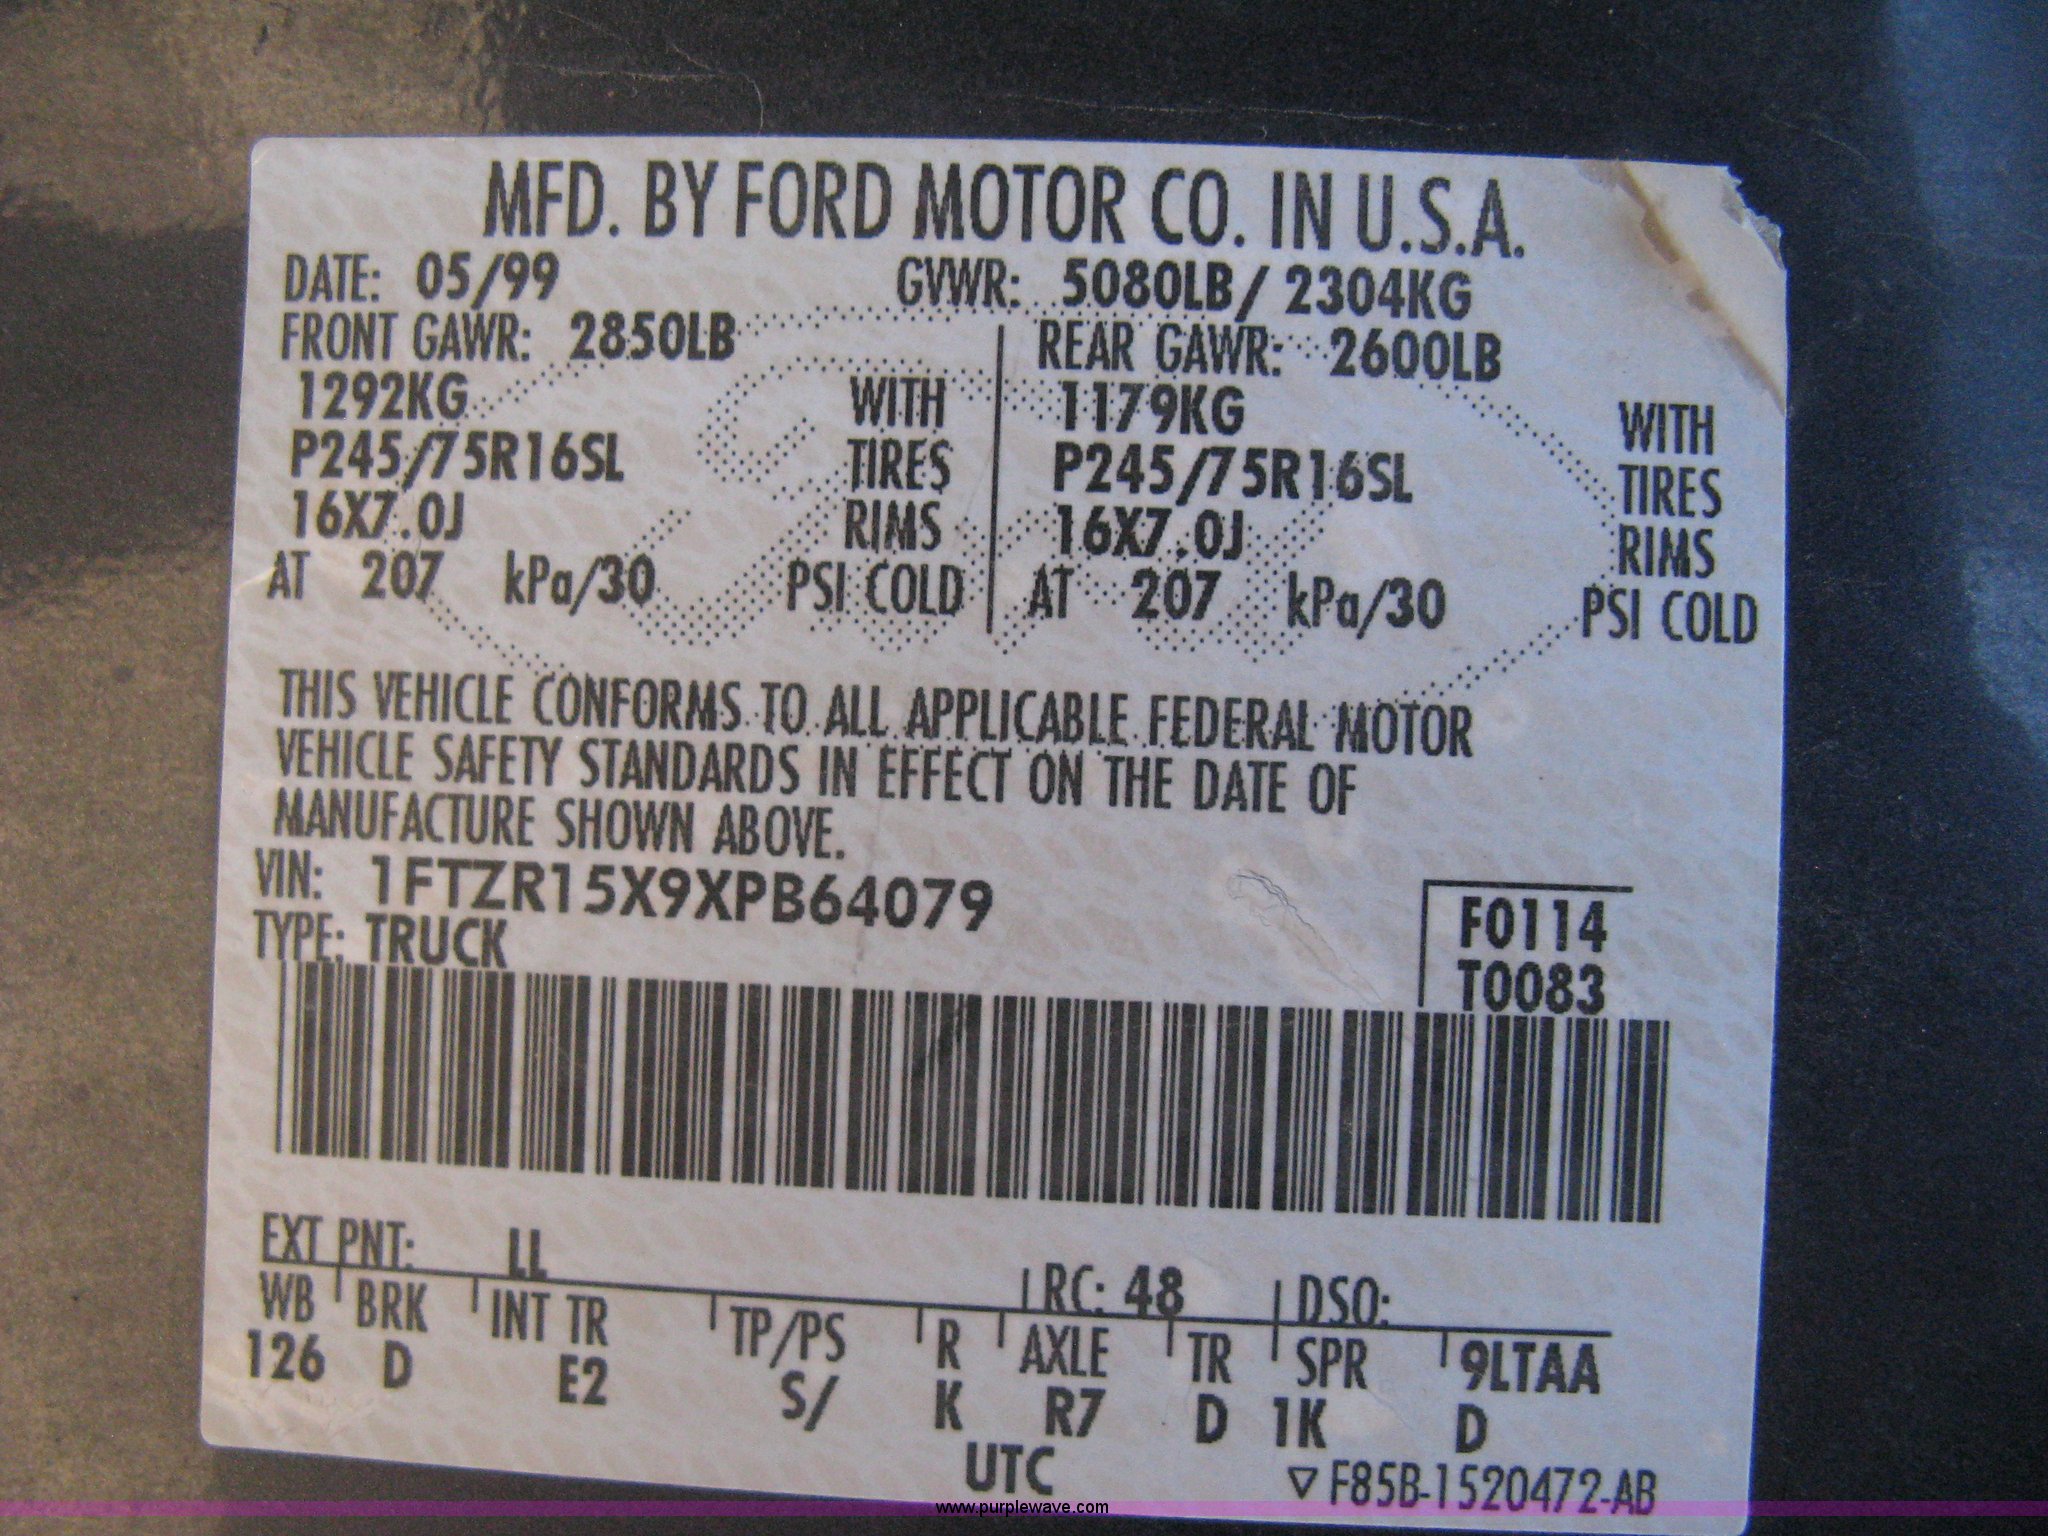 MFD. BY FORD MOTOR CO. IN U.S.A.
DATE: 05/99 GVWR: 5080LB/ 2304KG
FRONT GAWR: 2850LB REAR GAWR: 2600LB
1292KG WITH 1179KG WITH
P245/75R16SL TIRES P245/75R16SL TIRES
16X7.0J RIMS 16X7.0J RIMS
AT 207 kPa/30 PSI COLD AT 207 kPa/30 PSI COLD
THIS VEHICLE CONFORMS TO ALL APPLICABLE FEDERAL MOTOR
VEHICLE SAFETY STANDARDS IN EFFECT ON THE DATE OF
MANUFACTURE SHOWN ABOVE.
VIN: 1FTZR15X9XPB64079 F0114
TYPE: TRUCK T0083
EXT PNT: LL RC: 48 DSO:
WB BRK INT TR TP/PS R AXLE TR SPR 9LTAA
126 D E2 S/ K R7 D 1K D
UTC ▽ F85B-1520472-AB
www.purplewave.com